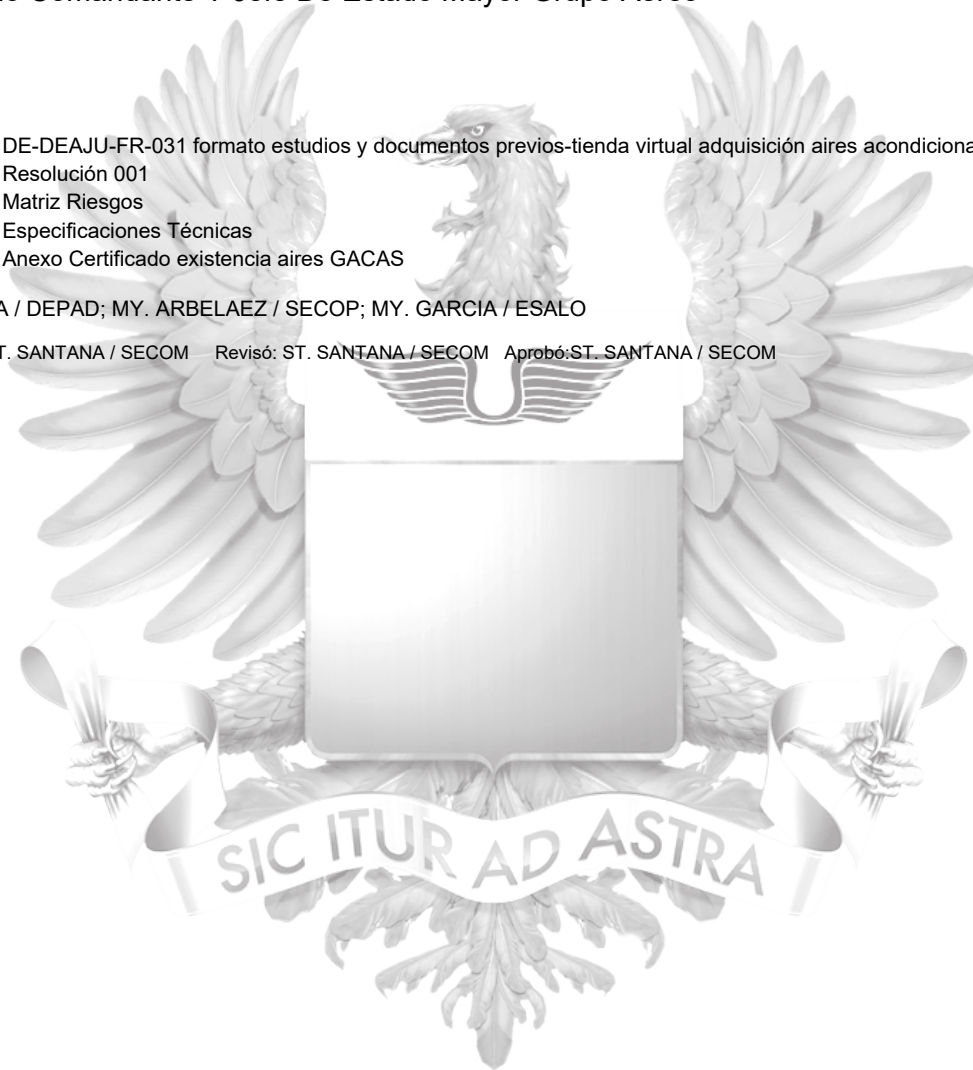 DE-DEAJU-FR-031 formato estudios y documentos previos-tienda virtual adquisición aires
Resolución 001
Matriz Riesgos
Especificaciones Técnicas
Anexo Certificado existencia aires GACAS
A / DEPAD; MY. ARBELAEZ / SECOP; MY. GARCIA / ESALO
T. SANTANA / SECOM Revisó: ST. SANTANA / SECOM Aprobó:ST. SANTANA / SECOM
SIC ITUR AD ASTRA